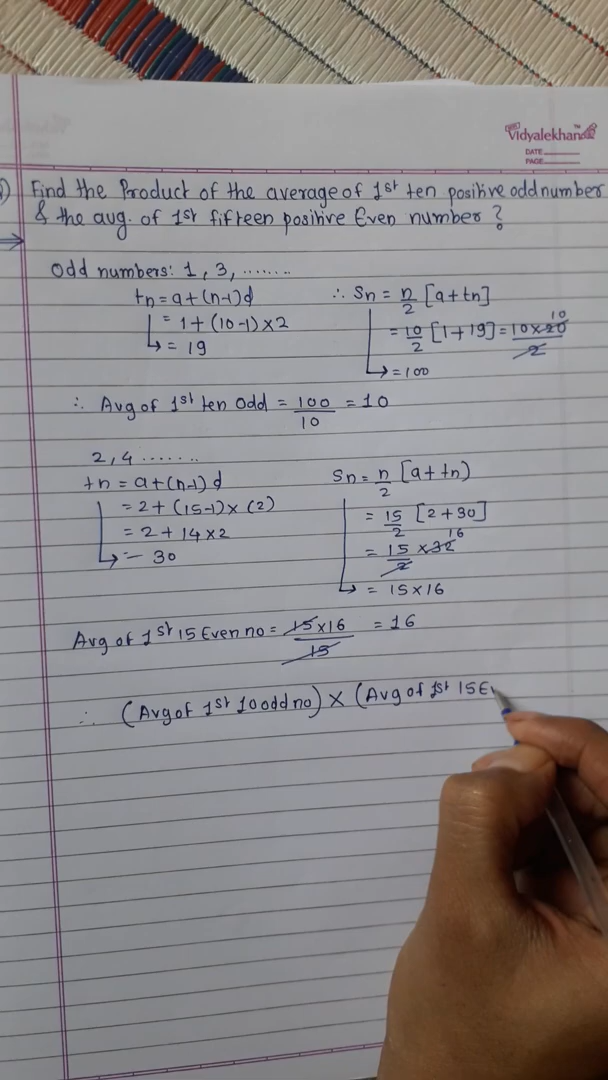 Vidyalekhan
DATE
PAGE
Find the Product of the average of 1st ten positive odd number
& the avg. of 1st fifteen positive Even number?
Odd numbers: 1, 3, ........
tn = a+(n-1)d
= 1+(10-1)×2
= 19
∴ Sn = n/2 [a+tn]
= 10/2 [1+19] = 10×20/2 10
= 100
∴ Avg of 1st ten odd = 100/10 = 10
2, 4 .......
tn = a+(n-1)d
= 2+(15-1)×(2)
= 2+14×2
= 30
Sn = n/2 [a+tn)
= 15/2 [2+30]
= 15/2 ×32 16
= 15×16
Avg of 1st 15 Even no = 15×16/15 = 16
∴ (Avg of 1st 10 odd no) × (Avg of 1st 15 E